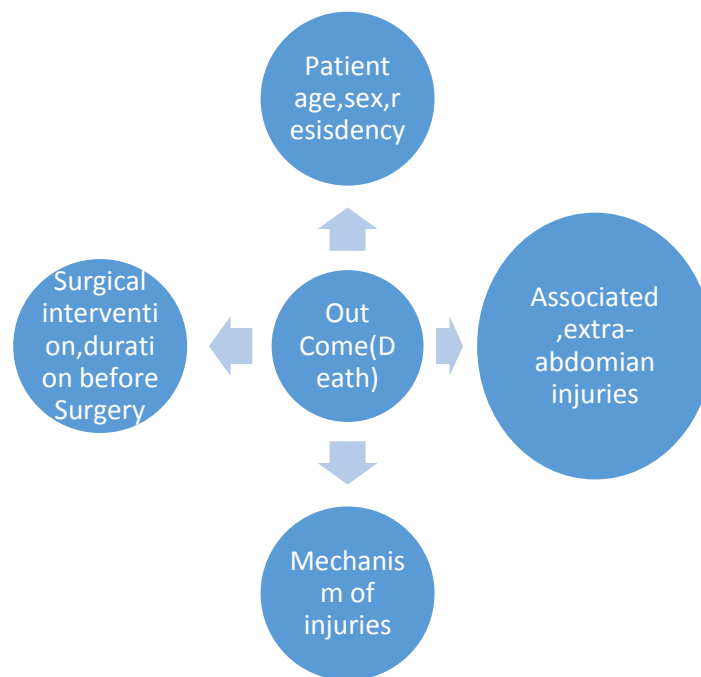 Patient
age,sex,r
esisdency
Surgical
interventi
on,durati
on before
Surgery
Out
Come(D
eath)
Associated
,extra-
abdomian
injuries
Mechanis
m of
injuries